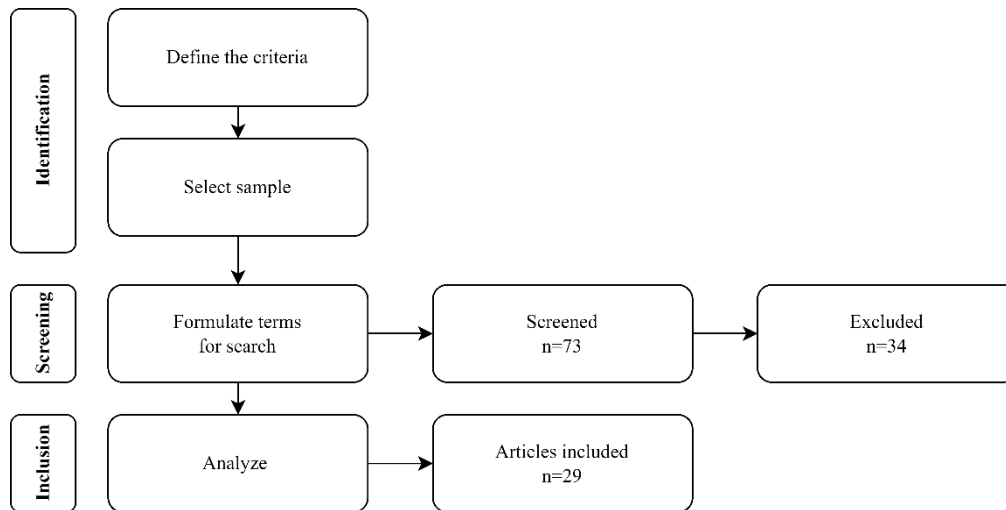 Identification
Define the criteria
Select sample
Screening
Formulate terms
for search
Screened
n=73
Excluded
n=34
Inclusion
Analyze
Articles included
n=29